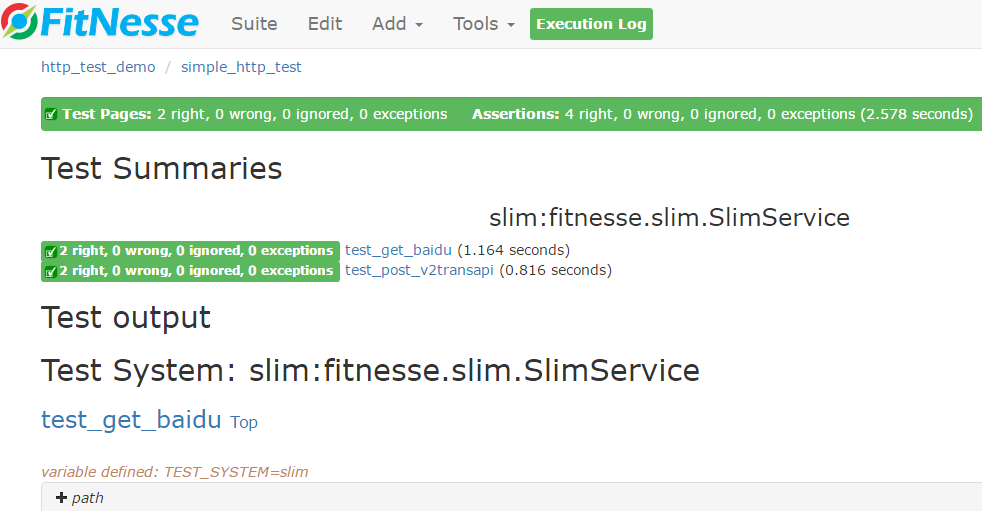 FitNesse Suite Edit Add Tools Execution Log
http_test_demo / simple_http_test
Test Pages: 2 right, 0 wrong, 0 ignored, 0 exceptions Assertions: 4 right, 0 wrong, 0 ignored, 0 exceptions (2.578 seconds)
Test Summaries
slim:fitnesse.slim.SlimService
2 right, 0 wrong, 0 ignored, 0 exceptions test_get_baidu (1.164 seconds)
2 right, 0 wrong, 0 ignored, 0 exceptions test_post_v2transapi (0.816 seconds)
Test output
Test System: slim:fitnesse.slim.SlimService
test_get_baidu Top
variable defined: TEST_SYSTEM=slim
path